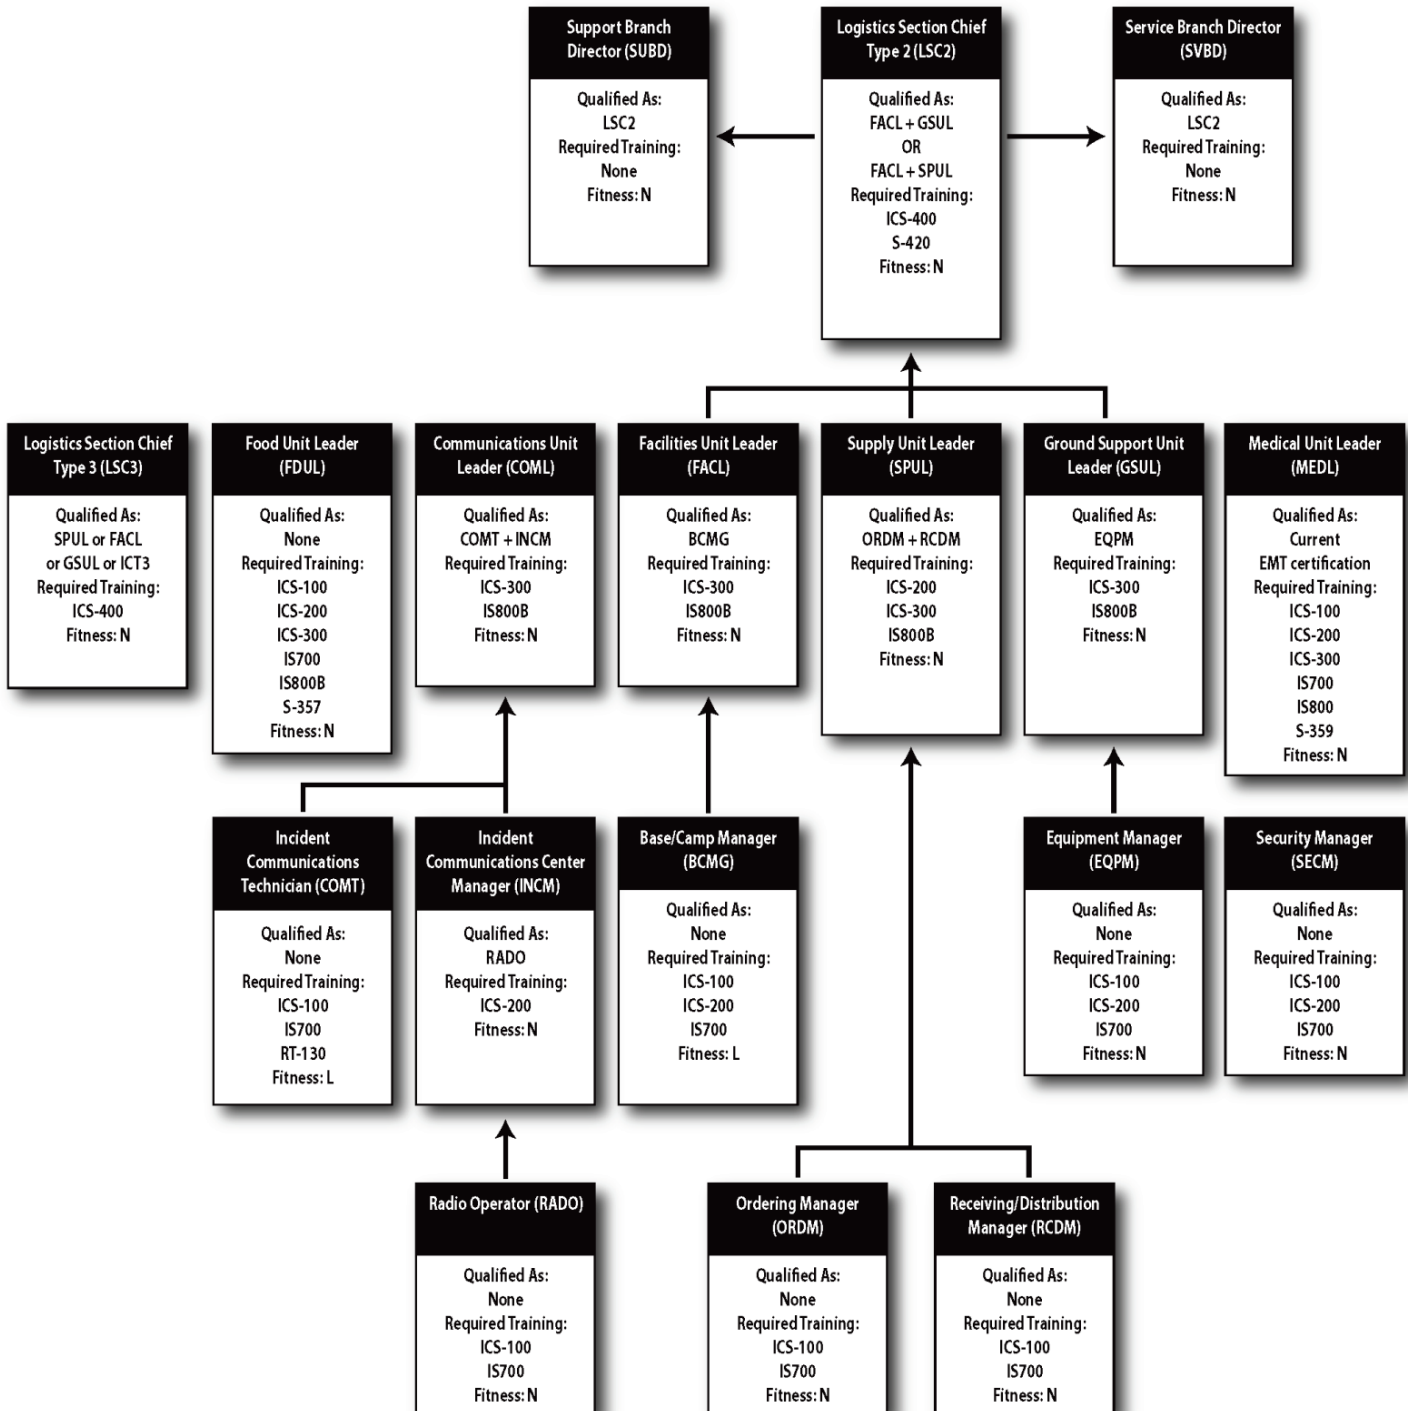 Support Branch
Director (SUBD)
Qualified As:
LSC2
Required Training:
None
Fitness: N
Logistics Section Chief
Type 2 (LSC2)
Qualified As:
FACL + GSUL
OR
FACL + SPUL
Required Training:
ICS-400
S-420
Fitness: N
Service Branch Director
(SVBD)
Qualified As:
LSC2
Required Training:
None
Fitness: N
Logistics Section Chief
Type 3 (LSC3)
Qualified As:
SPUL or FACL
or GSUL or ICT3
Required Training:
ICS-400
Fitness: N
Food Unit Leader
(FDUL)
Qualified As:
None
Required Training:
ICS-100
ICS-200
ICS-300
IS700
IS800B
S-357
Fitness: N
Communications Unit
Leader (COML)
Qualified As:
COMT + INCM
Required Training:
ICS-300
IS800B
Fitness: N
Facilities Unit Leader
(FACL)
Qualified As:
BCMG
Required Training:
ICS-300
IS800B
Fitness: N
Supply Unit Leader
(SPUL)
Qualified As:
ORDM + RCDM
Required Training:
ICS-200
ICS-300
IS800B
Fitness: N
Ground Support Unit
Leader (GSUL)
Qualified As:
EQPM
Required Training:
ICS-300
IS800B
Fitness: N
Medical Unit Leader
(MEDL)
Qualified As:
Current
EMT certification
Required Training:
ICS-100
ICS-200
ICS-300
IS700
IS800
S-359
Fitness: N
Incident
Communications
Technician (COMT)
Qualified As:
None
Required Training:
ICS-100
IS700
RT-130
Fitness: L
Incident
Communications Center
Manager (INCM)
Qualified As:
RADO
Required Training:
ICS-200
Fitness: N
Base/Camp Manager
(BCMG)
Qualified As:
None
Required Training:
ICS-100
ICS-200
IS700
Fitness: L
Equipment Manager
(EQPM)
Qualified As:
None
Required Training:
ICS-100
ICS-200
IS700
Fitness: N
Security Manager
(SECM)
Qualified As:
None
Required Training:
ICS-100
ICS-200
IS700
Fitness: N
Radio Operator (RADO)
Qualified As:
None
Required Training:
ICS-100
IS700
Fitness: N
Ordering Manager
(ORDM)
Qualified As:
None
Required Training:
ICS-100
IS700
Fitness: N
Receiving/Distribution
Manager (RCDM)
Qualified As:
None
Required Training:
ICS-100
IS700
Fitness: N